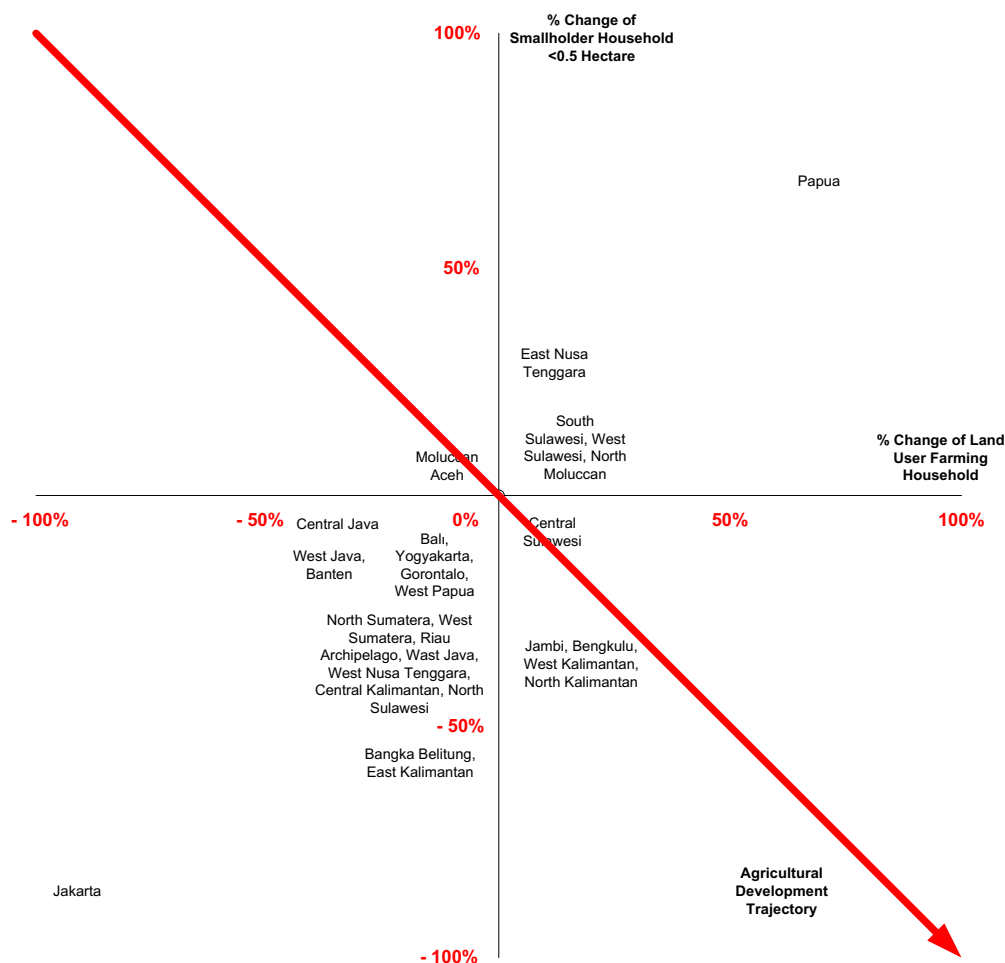 % Change of
Smallholder Household
<0.5 Hectare
100%
Papua
50%
East Nusa
Tenggara
South
Sulawesi, West
Sulawesi, North
Moluccan
% Change of Land
User Farming
Household
Moluccan
Aceh
- 100%
- 50%
0%
50%
100%
Central Java
Central
Sulawesi
West Java,
Banten
Bali,
Yogyakarta,
Gorontalo,
West Papua
North Sumatera, West
Sumatera, Riau
Archipelago, Wast Java,
West Nusa Tenggara,
Central Kalimantan, North
Sulawesi
Jambi, Bengkulu,
West Kalimantan,
North Kalimantan
- 50%
Bangka Belitung,
East Kalimantan
Jakarta
Agricultural
Development
Trajectory
- 100%